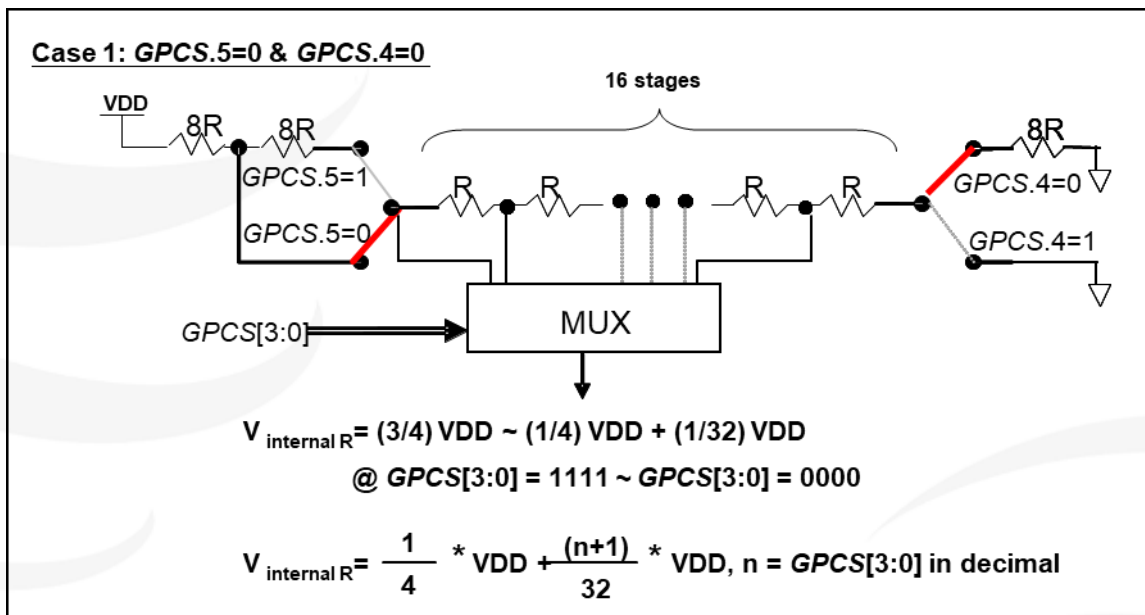 Case 1: GPCS.5=0 & GPCS.4=0
16 stages
VDD
8R
8R
8R
GPCS.5=1
R
R
R
R
GPCS.4=0
GPCS.5=0
GPCS.4=1
GPCS[3:0]
MUX
V internal R= (3/4) VDD ~ (1/4) VDD + (1/32) VDD
@ GPCS[3:0] = 1111 ~ GPCS[3:0] = 0000
V internal R= 1/4 * VDD + (n+1)/32 * VDD, n = GPCS[3:0] in decimal